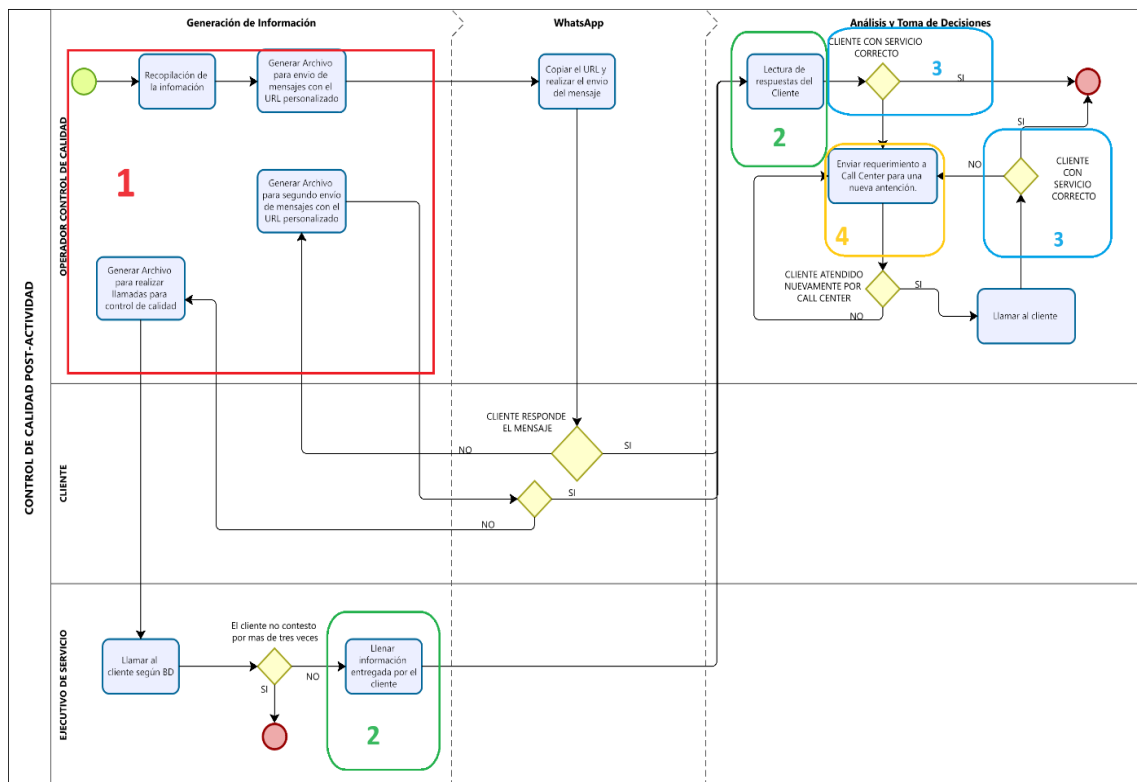 Generación de Información
WhatsApp
Análisis y Toma de Decisiones
CONTROL DE CALIDAD POST-ACTIVIDAD
OPERADOR CONTROL DE CALIDAD
Recopilación de
la infomación
Generar Archivo
para envio de
mensajes con el
URL personalizado
Copiar el URL y
realizar el envio
del mensaje
Lectura de
respuestas del
Cliente
CLIENTE CON SERVICIO
CORRECTO
3
SI
2
1
Generar Archivo
para segundo envío
de mensajes con el
URL personalizado
Enviar requerimiento a
Call Center para una
nueva antención.
4
NO
SI
CLIENTE
CON
SERVICIO
CORRECTO
3
Generar Archivo
para realizar
llamadas para
control de calidad
CLIENTE ATENDIDO
NUEVAMENTE POR
CALL CENTER
SI
NO
Llamar al cliente
CLIENTE
CLIENTE RESPONDE
EL MENSAJE
NO
SI
SI
NO
EJECUTIVO DE SERVICIO
Llamar al
cliente según BD
El cliente no contesto
por mas de tres veces
SI
NO
Llenar
información
entregada por el
cliente
2